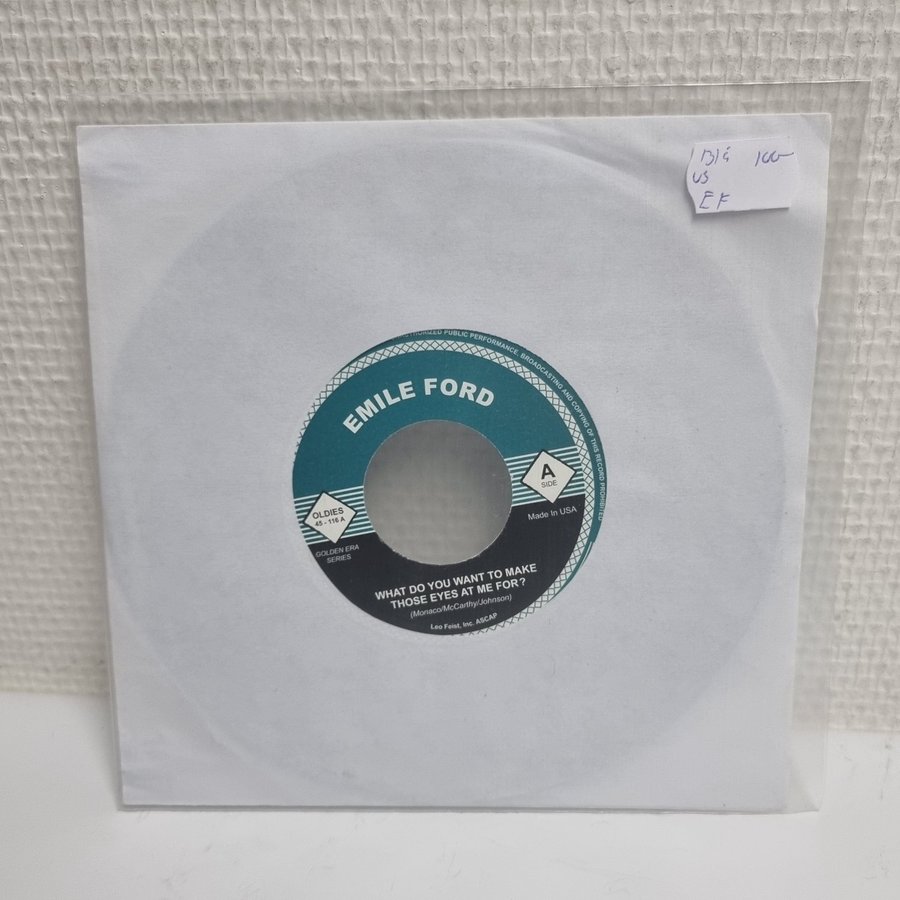 100-
US
EF
UNAUTHORIZED PUBLIC PERFORMANCE, BROADCASTING AND COPYING OF THIS RECORD PROHIBITED
EMILE FORD
A
SIDE
OLDIES
45 - 116 A
Made In USA
GOLDEN ERA
SERIES
WHAT DO YOU WANT TO MAKE
THOSE EYES AT ME FOR?
(Monaco/McCarthy/Johnson)
Leo Feist, Inc. ASCAP